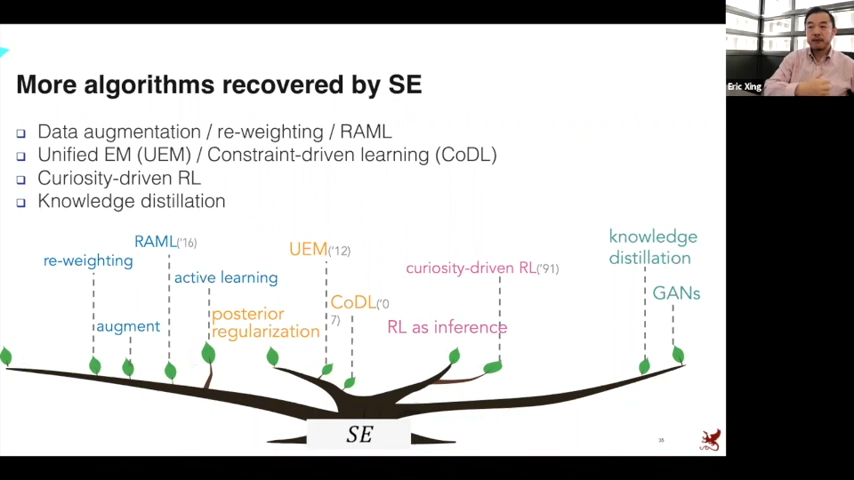 More algorithms recovered by SE
Data augmentation / re-weighting / RAML
Unified EM (UEM) / Constraint-driven learning (CoDL)
Curiosity-driven RL
Knowledge distillation
re-weighting
RAML('16)
augment
active learning
posterior
regularization
UEM('12)
CoDL('0
7)
curiosity-driven RL('91)
RL as inference
knowledge
distillation
GANs
SE
35
Eric Xing